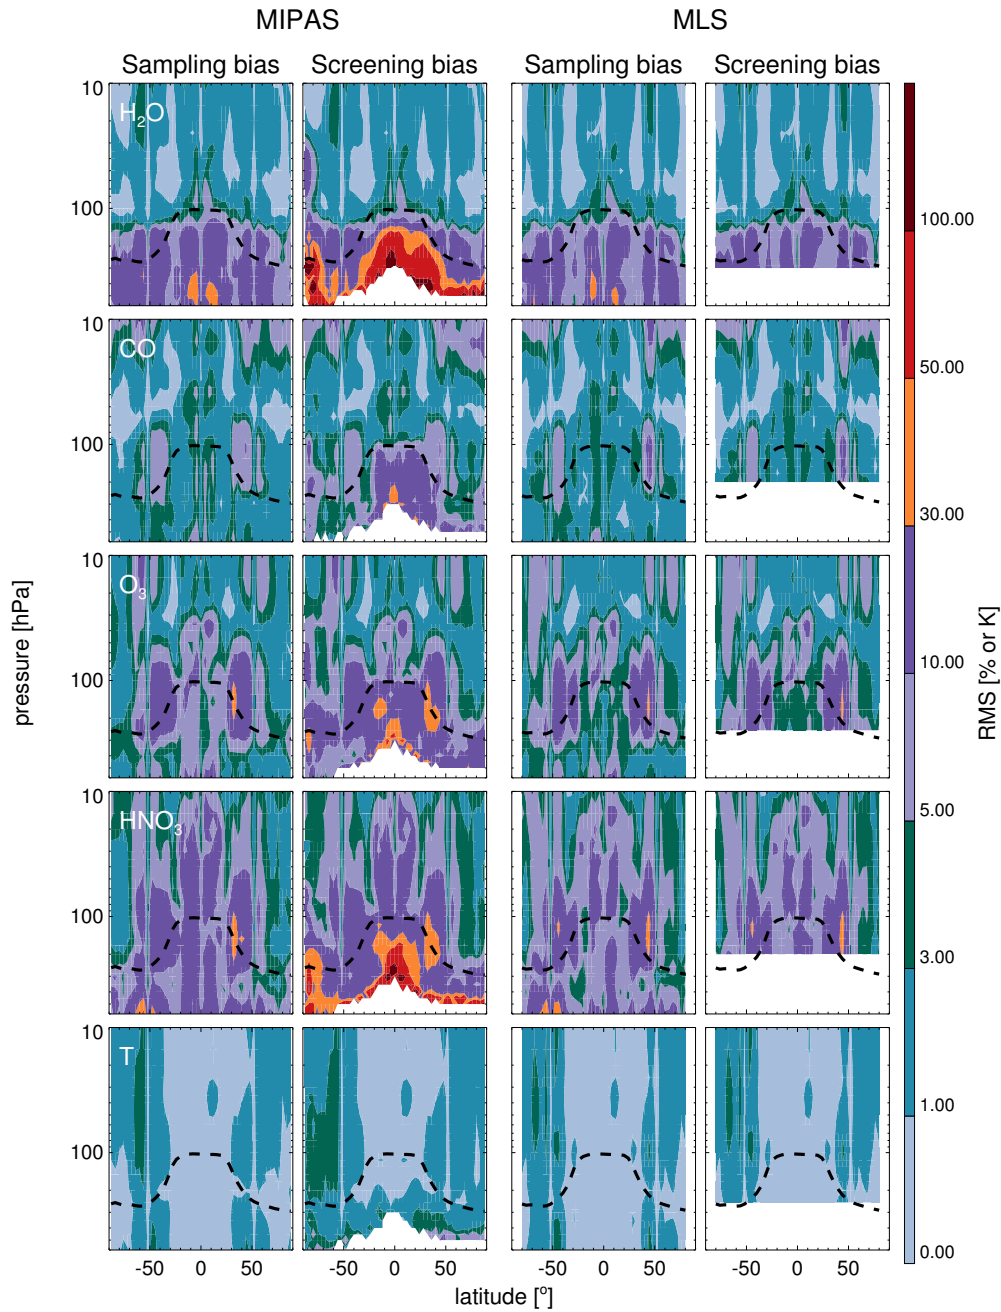 MIPAS MLS
Sampling bias Screening bias Sampling bias Screening bias
10
H₂O
100
100.00
10
CO
50.00
100
30.00
10
O₃
pressure [hPa]
RMS [% or K]
10.00
100
10
HNO₃
5.00
100
3.00
10
T
1.00
100
0.00
-50 0 50 -50 0 50 -50 0 50 -50 0 50
latitude [°]